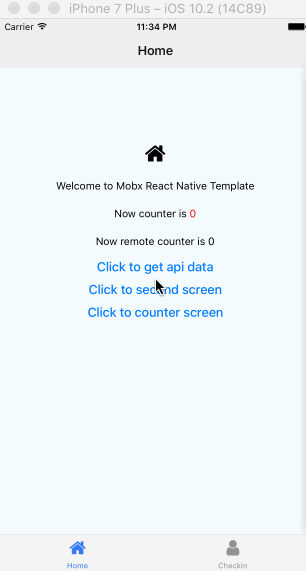 iPhone 7 Plus – iOS 10.2 (14C89)
Carrier 11:34 PM
Home
Welcome to Mobx React Native Template
Now counter is 0
Now remote counter is 0
Click to get api data
Click to second screen
Click to counter screen
Home Checkin